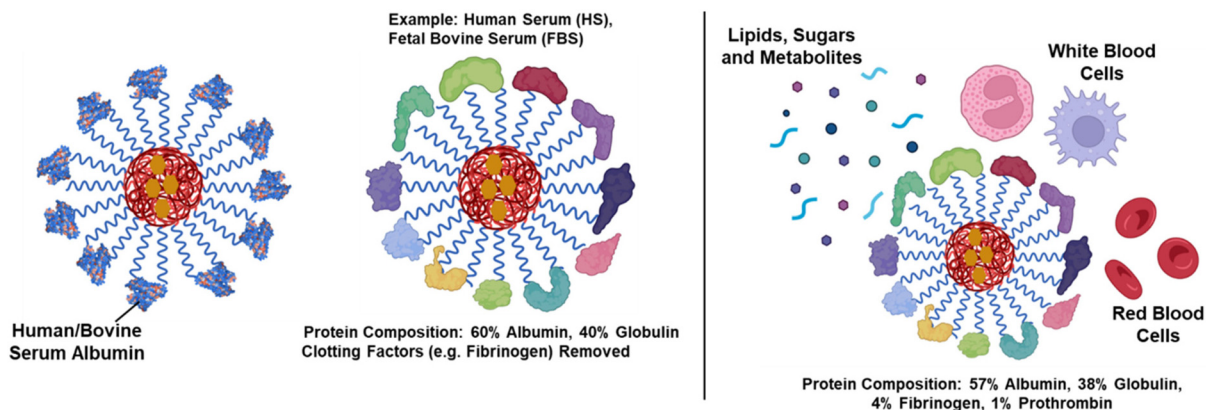 Example: Human Serum (HS),
Fetal Bovine Serum (FBS)
Human/Bovine
Serum Albumin
Protein Composition: 60% Albumin, 40% Globulin
Clotting Factors (e.g. Fibrinogen) Removed
Lipids, Sugars
and Metabolites
White Blood
Cells
Red Blood
Cells
Protein Composition: 57% Albumin, 38% Globulin,
4% Fibrinogen, 1% Prothrombin